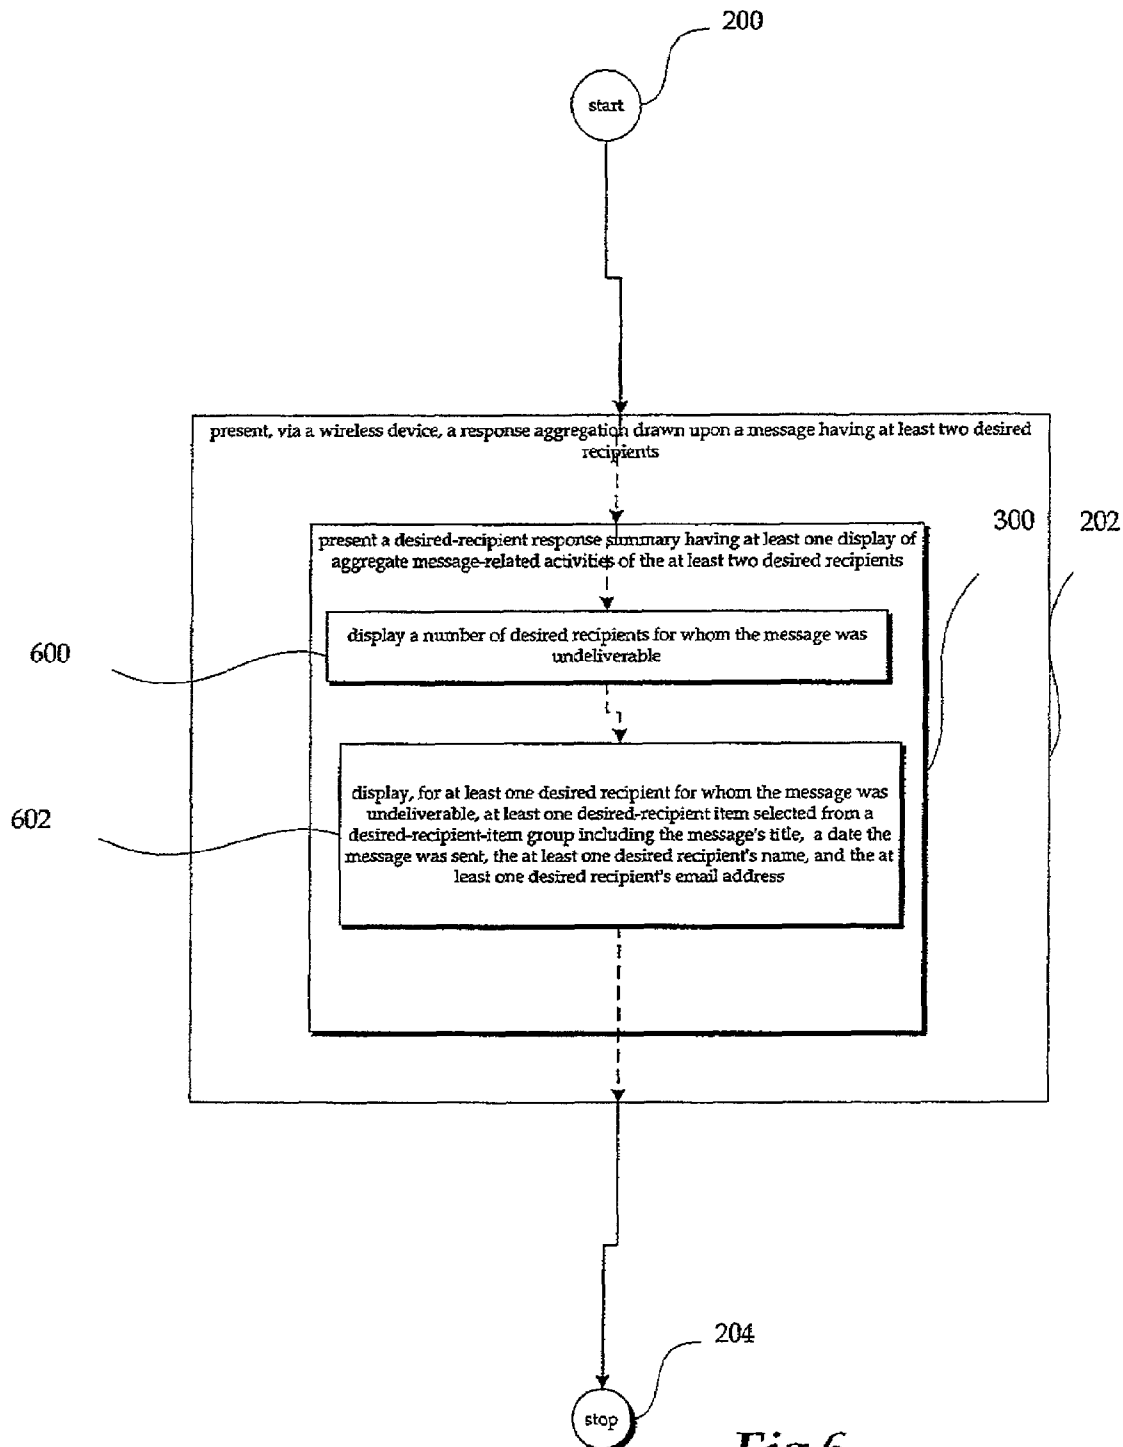 200
start
present, via a wireless device, a response aggregation drawn upon a message having at least two desired
recipients
300
202
present a desired-recipient response summary having at least one display of
aggregate message-related activities of the at least two desired recipients
600
display a number of desired recipients for whom the message was
undeliverable
602
display, for at least one desired recipient for whom the message was
undeliverable, at least one desired-recipient item selected from a
desired-recipient-item group including the message's title, a date the
message was sent, the at least one desired recipient's name, and the at
least one desired recipient's email address
204
stop
Fig 6